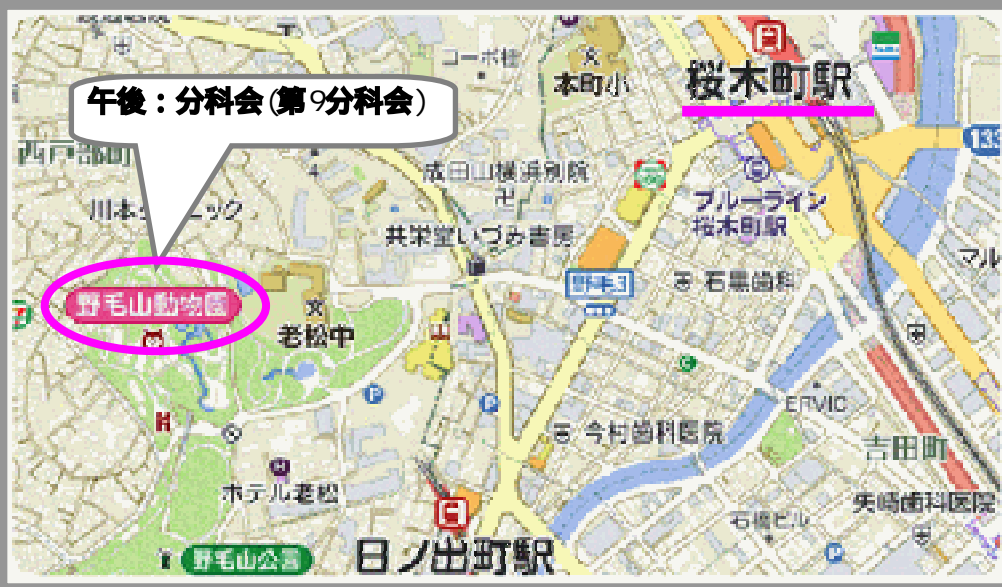 コーポ桂
本町小
桜木町駅
午後：分科会(第9分科会)
133
西戸部町
4
成田山横浜別院
ブルーライン
桜木町駅
共栄堂いづみ書房
マル
野毛3
石黒歯科
野毛山動物園
老松中
今村歯科医院
吉田町
ホテル老松
矢崎歯科医院
石橋ビル
日ノ出町駅
野毛山公園